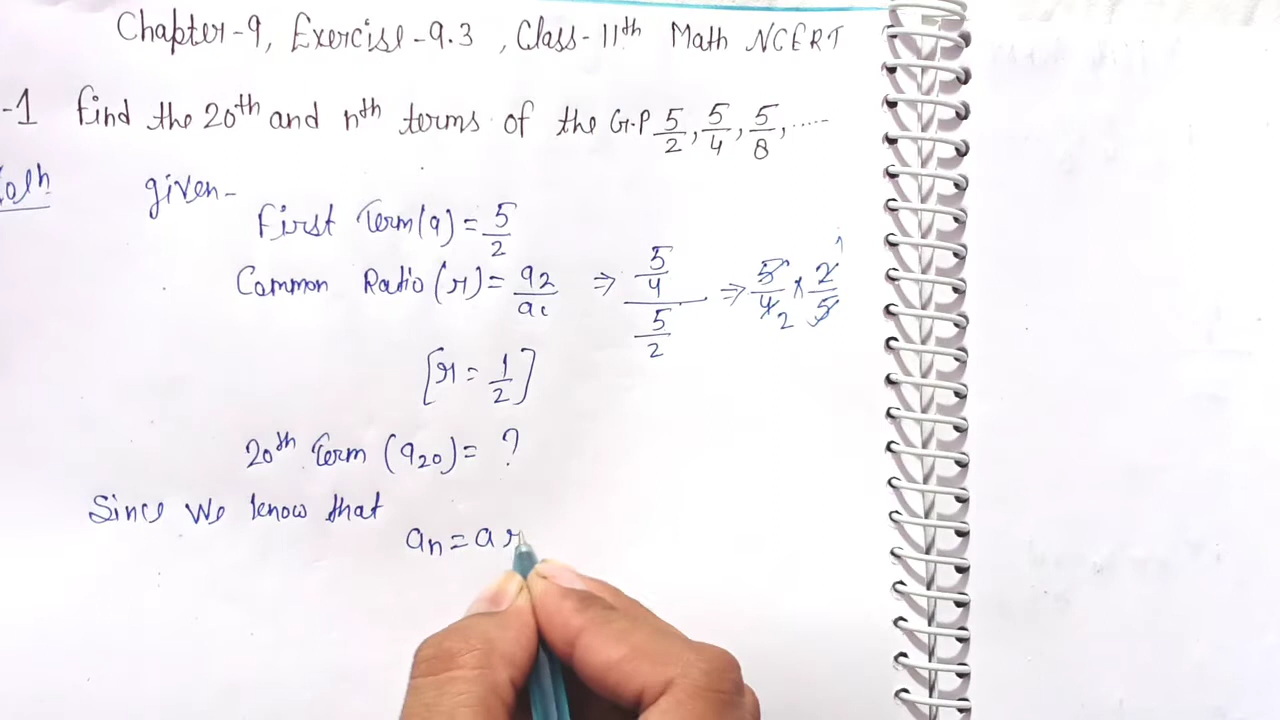 Chapter-9, Exercise-9.3, Class-11th Math NCERT
-1 Find the 20th and nth terms of the G.P 5/2, 5/4, 5/8, .....
Soln given-
First Term(a) = 5/2
Common Ratio (r) = a2/a1 ⇒ (5/4)/(5/2) ⇒ 5/4 2 × 2/5 1
[r = 1/2]
20th Term (a20) = ?
Since We know that
an = a r